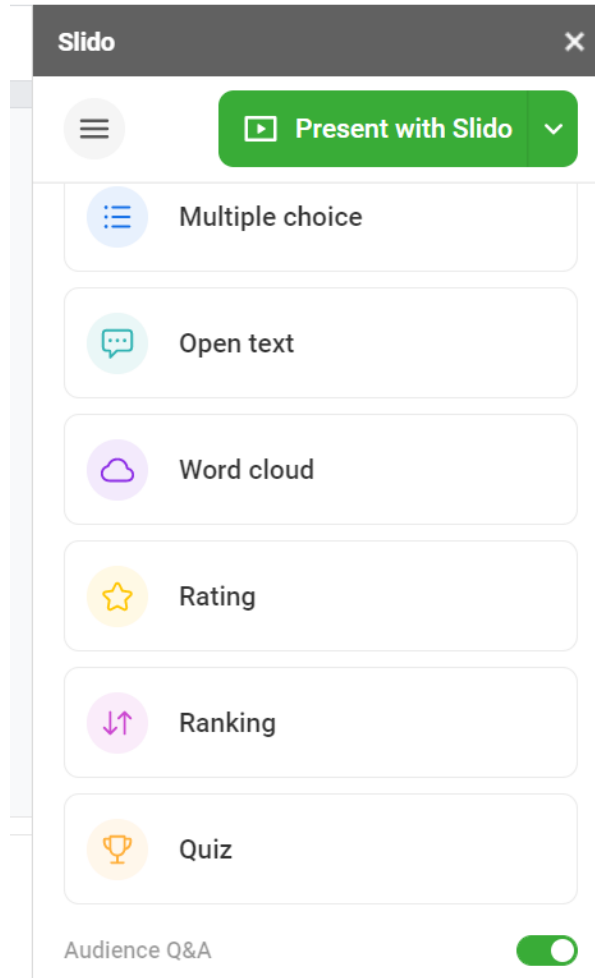 Slido
Present with Slido
Multiple choice
Open text
Word cloud
Rating
Ranking
Quiz
Audience Q&A